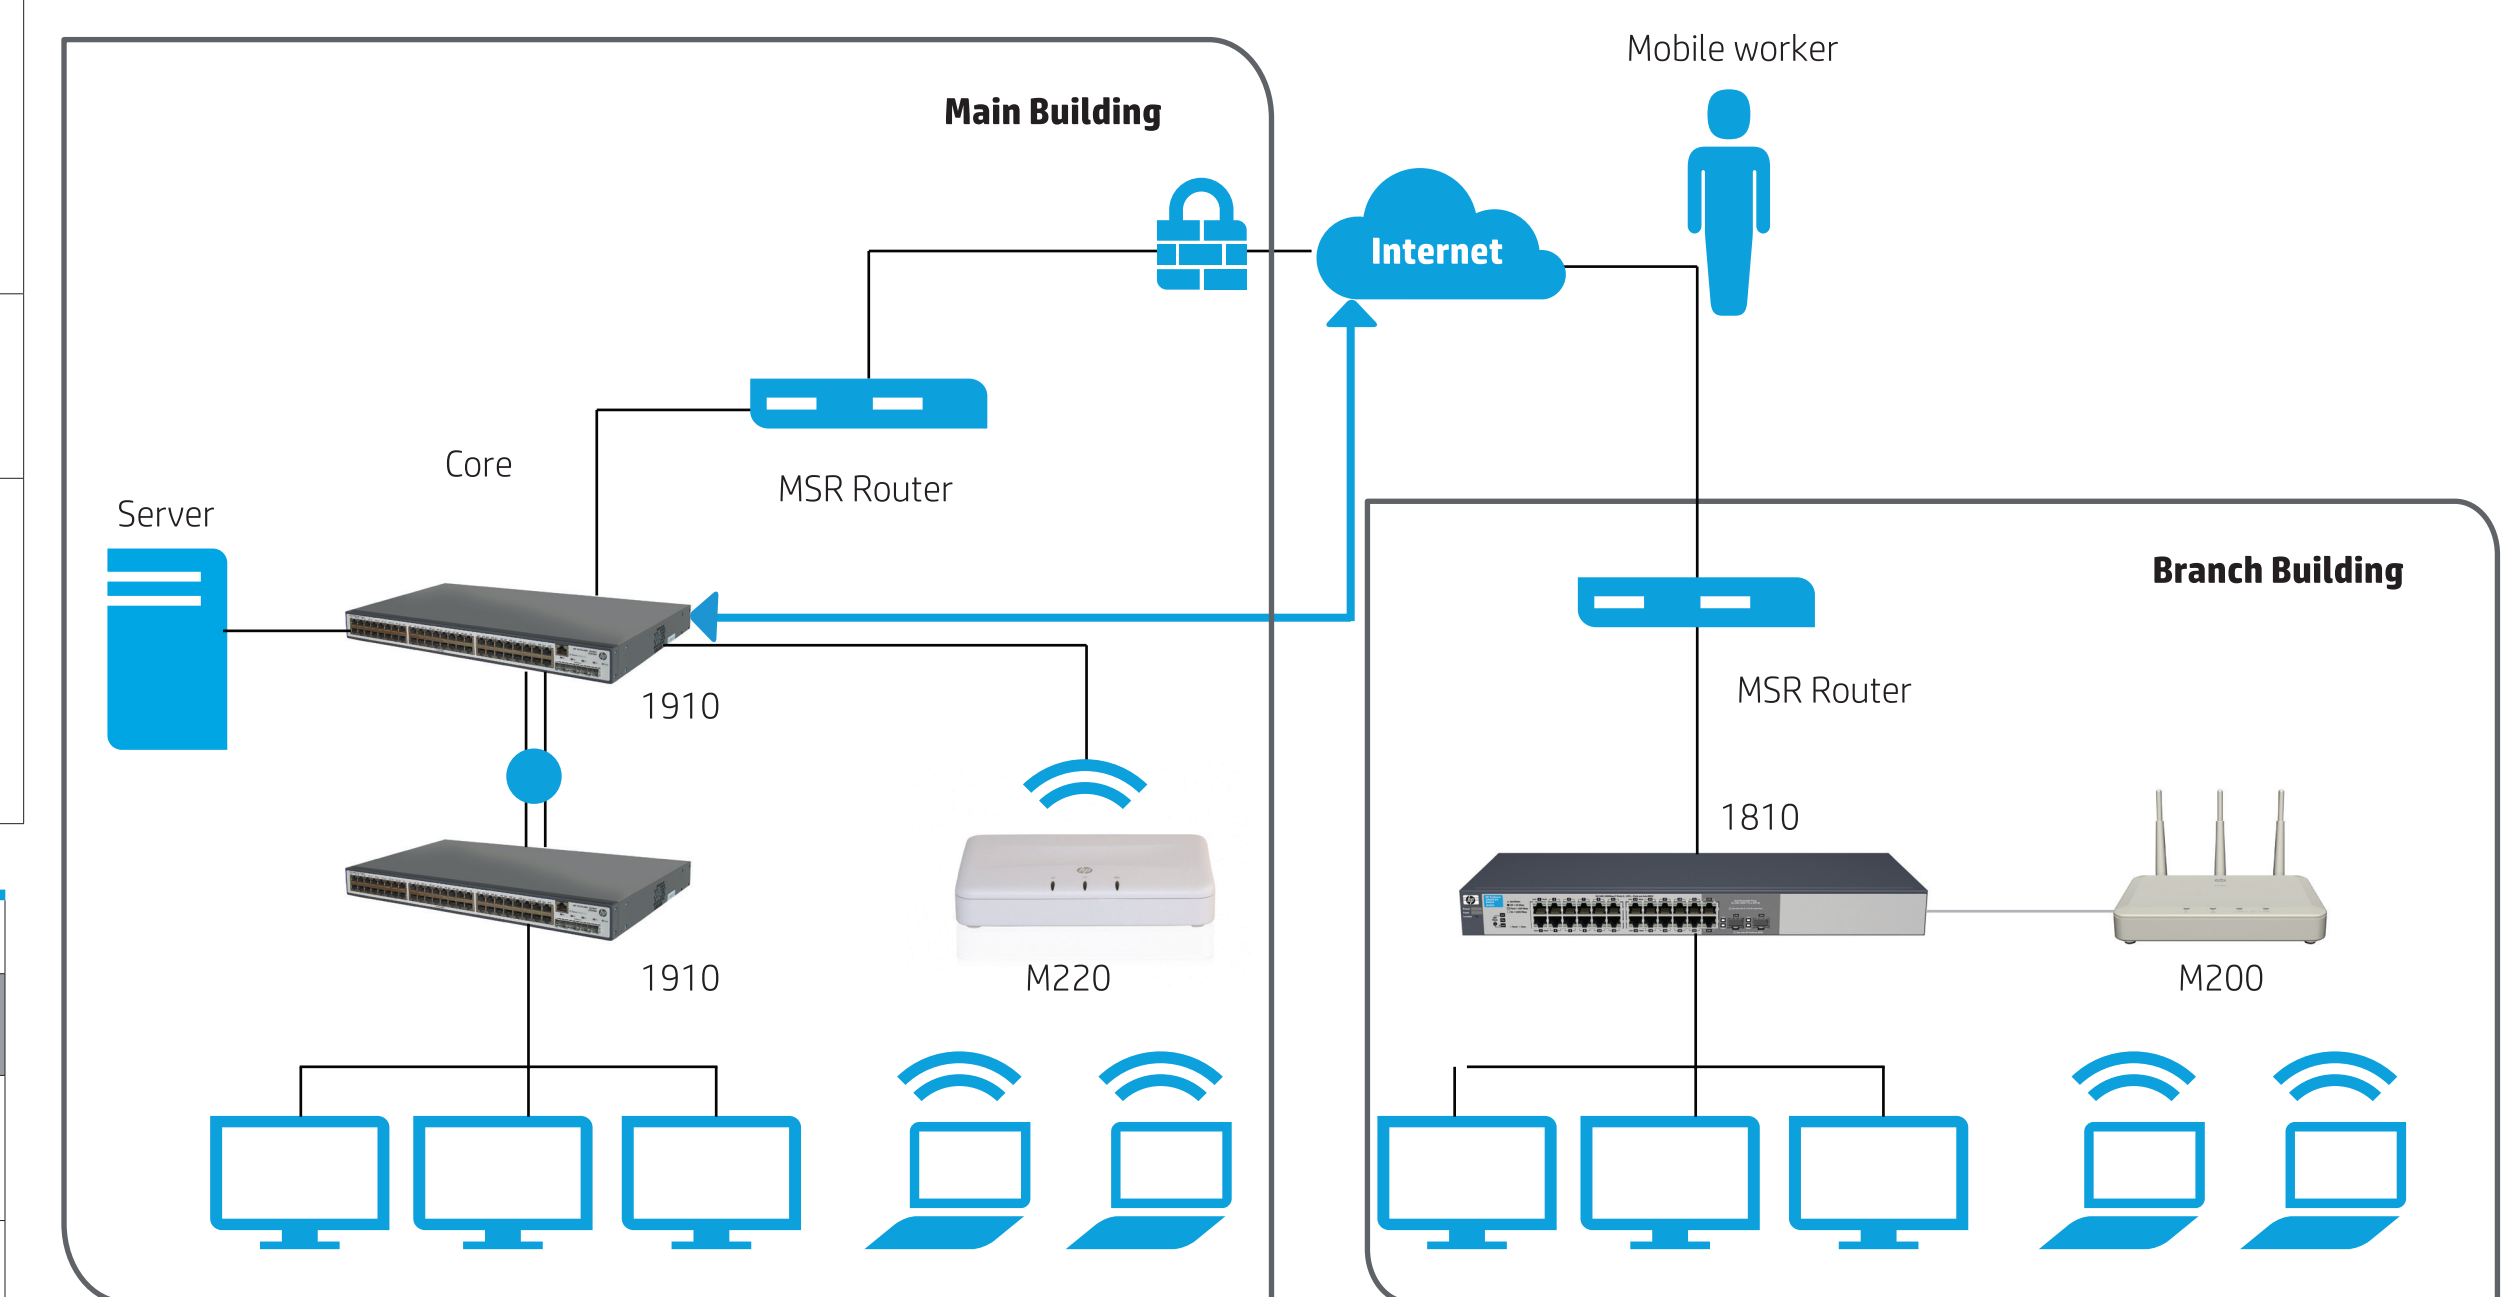 Mobile worker
Main Building
Internet
Core
MSR Router
Server
Branch Building
MSR Router
1910
1810
1910
M220
M200